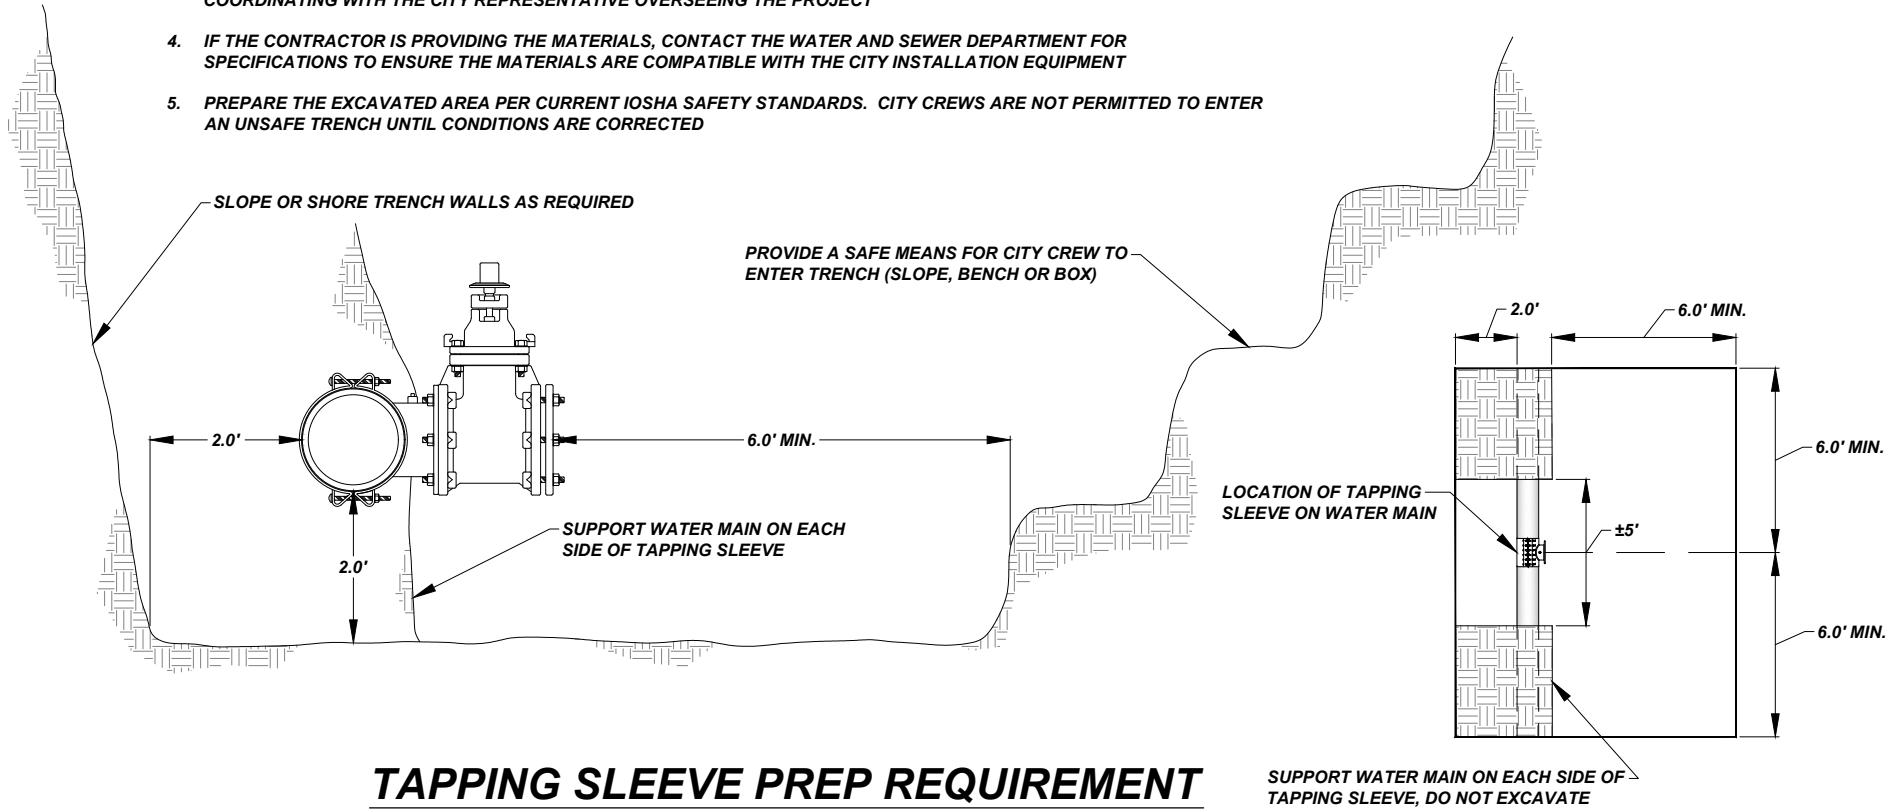 COORDINATING WITH THE CITY REPRESENTATIVE OVERSEEING THE PROJECT
4. IF THE CONTRACTOR IS PROVIDING THE MATERIALS, CONTACT THE WATER AND SEWER DEPARTMENT FOR
SPECIFICATIONS TO ENSURE THE MATERIALS ARE COMPATIBLE WITH THE CITY INSTALLATION EQUIPMENT
5. PREPARE THE EXCAVATED AREA PER CURRENT IOSHA SAFETY STANDARDS. CITY CREWS ARE NOT PERMITTED TO ENTER
AN UNSAFE TRENCH UNTIL CONDITIONS ARE CORRECTED
SLOPE OR SHORE TRENCH WALLS AS REQUIRED
PROVIDE A SAFE MEANS FOR CITY CREW TO
ENTER TRENCH (SLOPE, BENCH OR BOX)
2.0'
6.0' MIN.
2.0'
SUPPORT WATER MAIN ON EACH
SIDE OF TAPPING SLEEVE
2.0'
6.0' MIN.
6.0' MIN.
LOCATION OF TAPPING
SLEEVE ON WATER MAIN
±5'
6.0' MIN.
SUPPORT WATER MAIN ON EACH SIDE OF
TAPPING SLEEVE, DO NOT EXCAVATE
TAPPING SLEEVE PREP REQUIREMENT